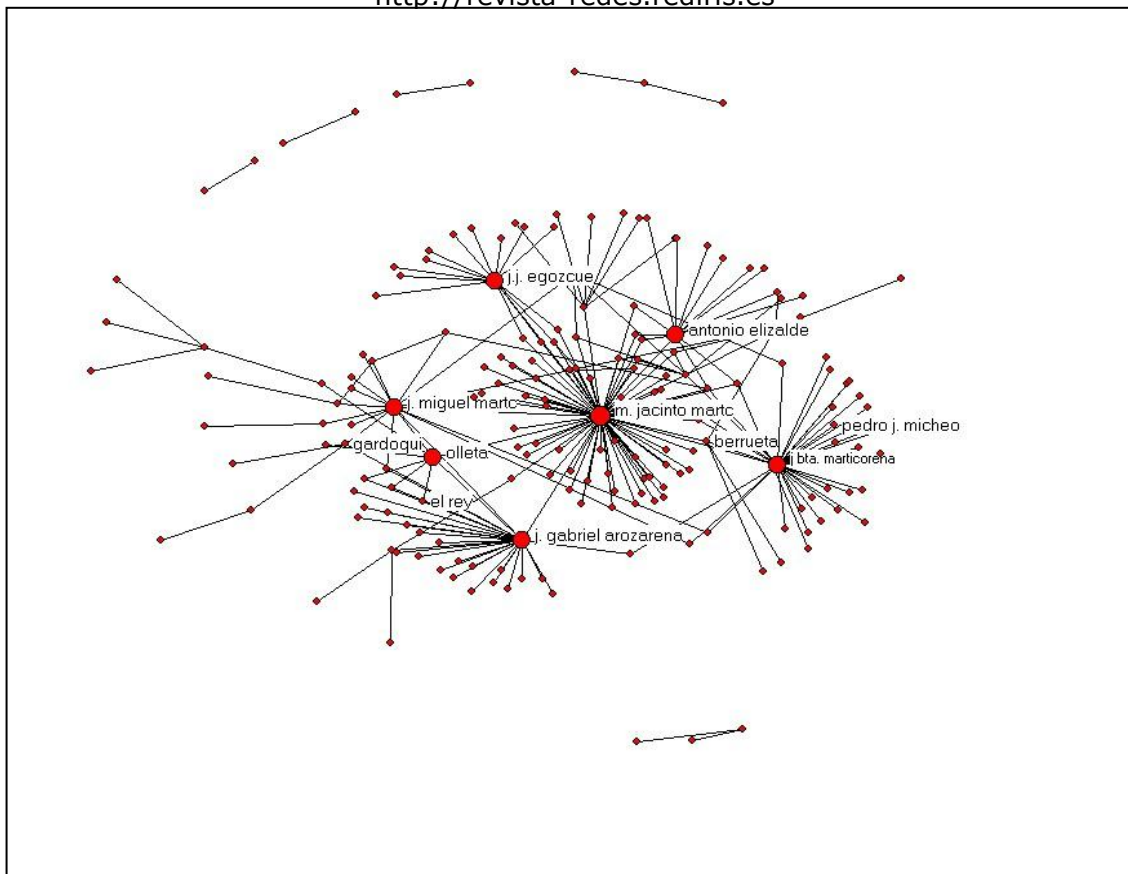 http://revista-redes.rediris.es
j.j. egozcue
antonio elizalde
j. miguel martc
m. jacinto martc
pedro j. micheo
gardoqui
berrueta
olleta
j bta. marticorena
el rey
j. gabriel arozarena